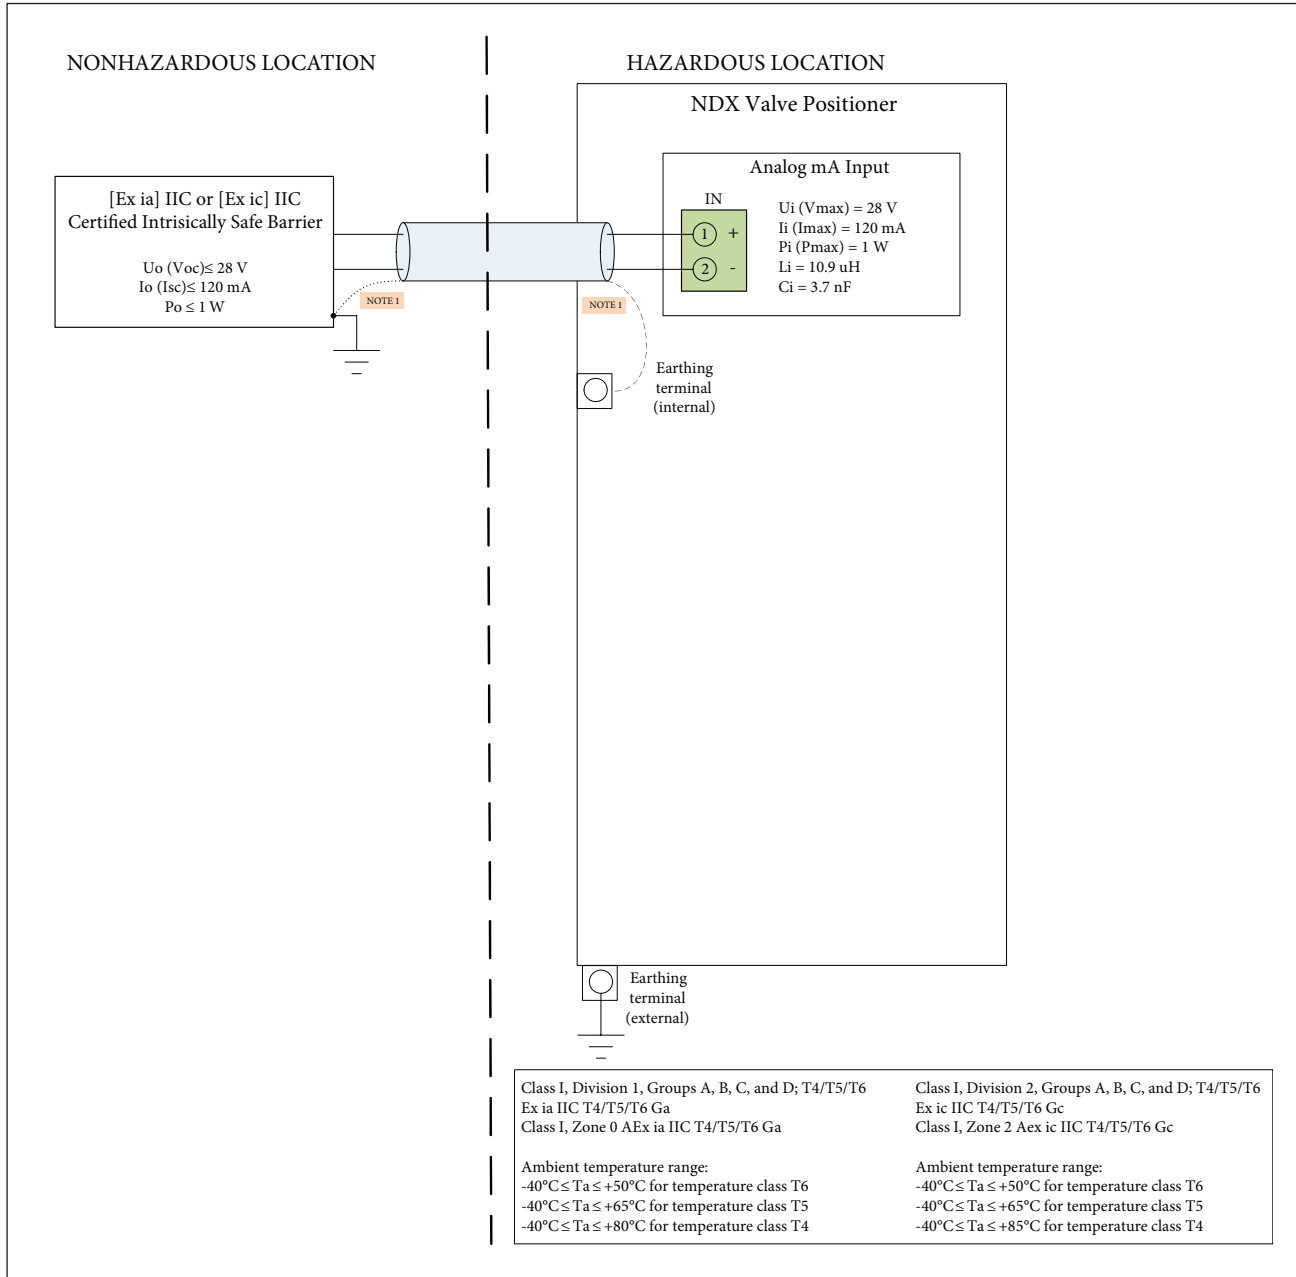 NONHAZARDOUS LOCATION
HAZARDOUS LOCATION
NDX Valve Positioner
[Ex ia] IIC or [Ex ic] IIC
Certified Intrisically Safe Barrier
Uo (Voc)≤ 28 V
Io (Isc)≤ 120 mA
Po ≤ 1 W
NOTE 1
NOTE 1
Analog mA Input
IN
1 +
2 -
Ui (Vmax) = 28 V
Ii (Imax) = 120 mA
Pi (Pmax) = 1 W
Li = 10.9 uH
Ci = 3.7 nF
Earthing
terminal
(internal)
Earthing
terminal
(external)
Class I, Division 1, Groups A, B, C, and D; T4/T5/T6
Ex ia IIC T4/T5/T6 Ga
Class I, Zone 0 AEx ia IIC T4/T5/T6 Ga
Ambient temperature range:
-40°C≤ Ta ≤ +50°C for temperature class T6
-40°C≤ Ta ≤ +65°C for temperature class T5
-40°C≤ Ta ≤ +80°C for temperature class T4
Class I, Division 2, Groups A, B, C, and D; T4/T5/T6
Ex ic IIC T4/T5/T6 Gc
Class I, Zone 2 Aex ic IIC T4/T5/T6 Gc
Ambient temperature range:
-40°C≤ Ta ≤ +50°C for temperature class T6
-40°C≤ Ta ≤ +65°C for temperature class T5
-40°C≤ Ta ≤ +85°C for temperature class T4